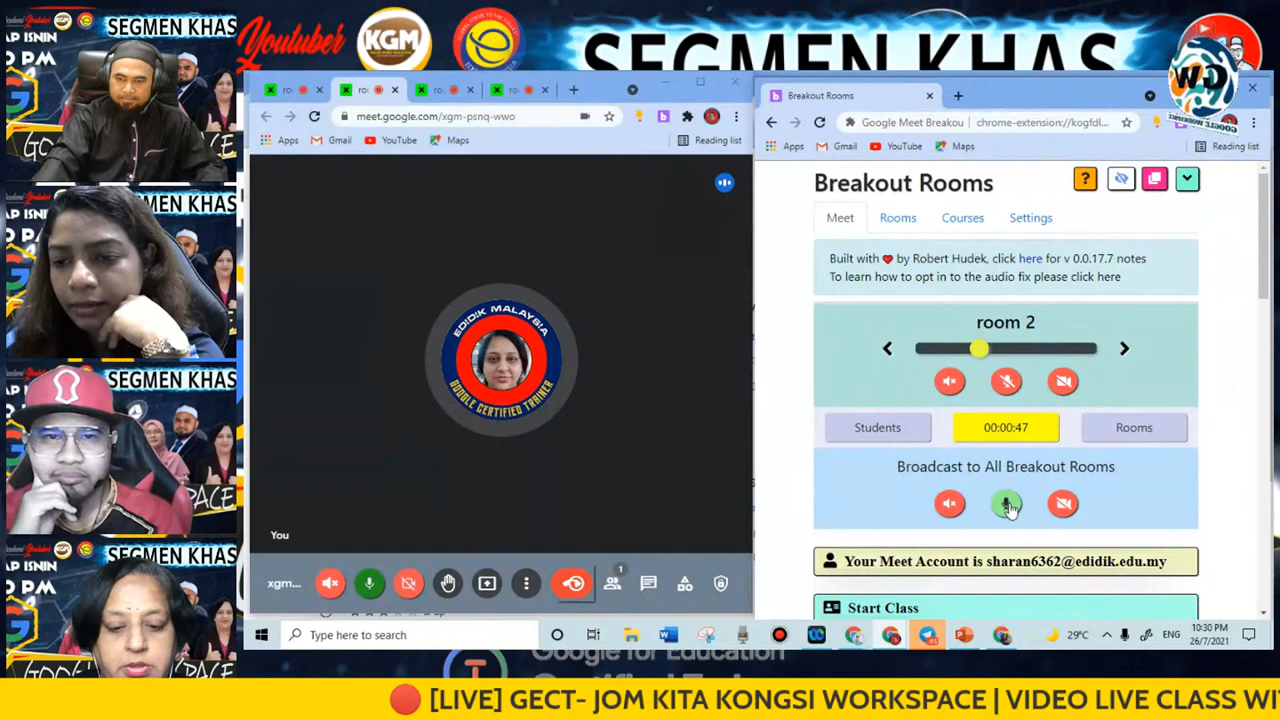 SEGMEN KHAS
Youtuber
KGM
SEGMEN KHAS
WD
AP ISNIN
meet.google.com/xgm-psnq-wwo
Apps Gmail YouTube Maps Reading list
Breakout Rooms
Google Meet Breakou chrome-extension://kogfdl...
Apps Gmail YouTube Maps Reading list
Breakout Rooms
?
Meet Rooms Courses Settings
Built with by Robert Hudek, click here for v 0.0.17.7 notes
To learn how to opt in to the audio fix please click here
room 2
Students 00:00:47 Rooms
Broadcast to All Breakout Rooms
Your Meet Account is sharan6362@edidik.edu.my
Start Class
EDIDIK MALAYSIA
GOOGLE CERTIFIED TRAINER
You
xgm...
1
Type here to search
29°C ENG
10:30 PM
26/7/2021
SEGMEN KHAS
SEGMEN KHAS
SEGMEN KHAS
Google for Education
[LIVE] GECT- JOM KITA KONGSI WORKSPACE | VIDEO LIVE CLASS WI